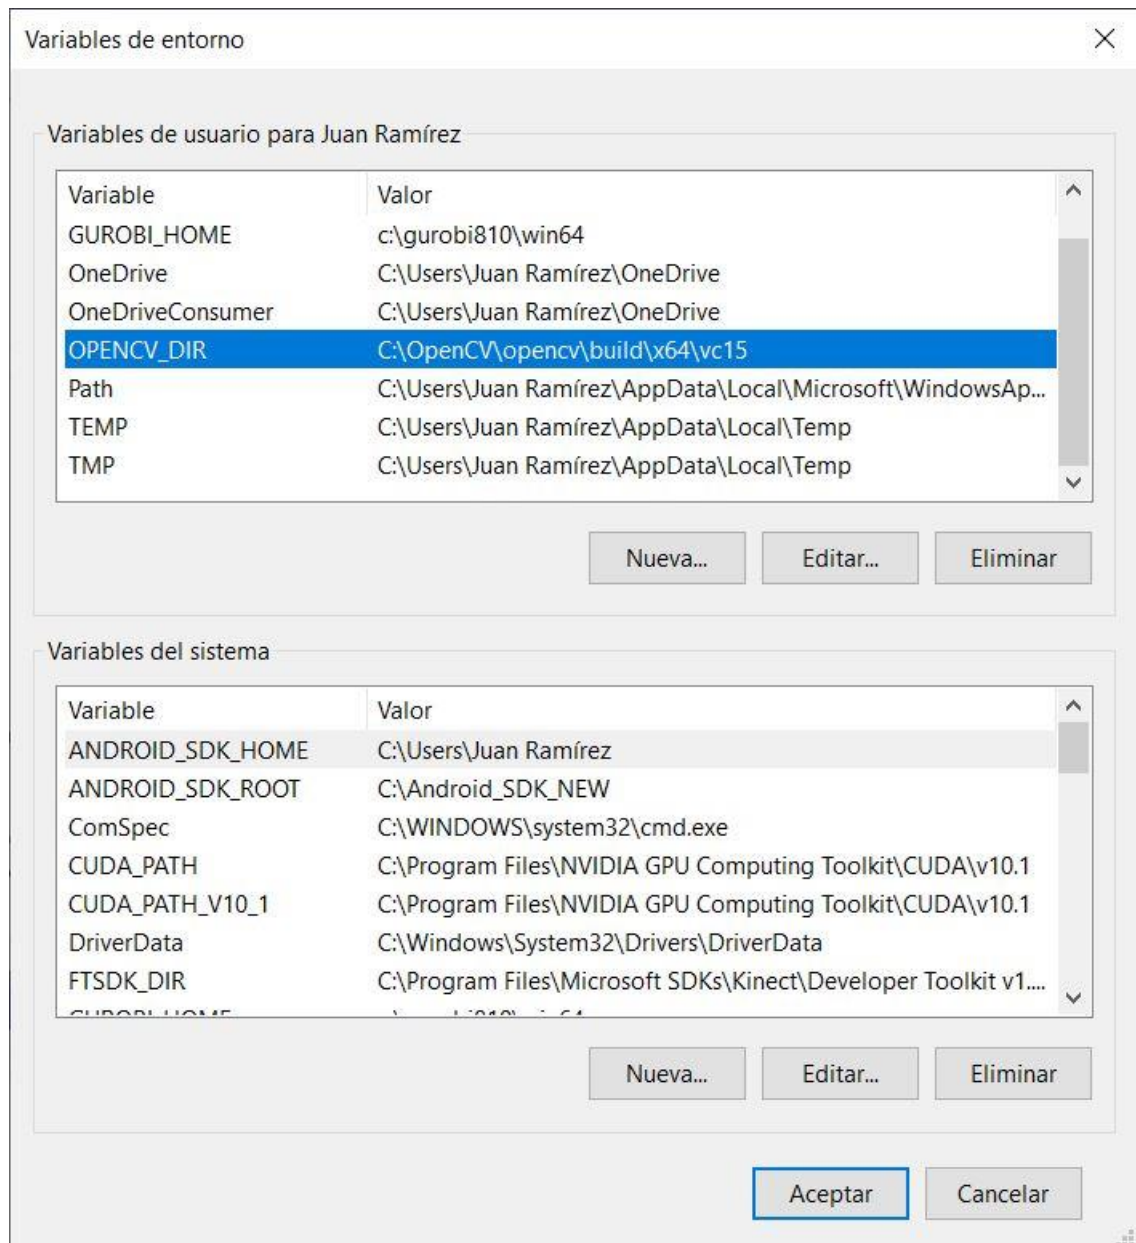 Variables de entorno
Variables de usuario para Juan Ramírez
Variable Valor
GUROBI_HOME c:\gurobi810\win64
OneDrive C:\Users\Juan Ramírez\OneDrive
OneDriveConsumer C:\Users\Juan Ramírez\OneDrive
OPENCV_DIR C:\OpenCV\opencv\build\x64\vc15
Path C:\Users\Juan Ramírez\AppData\Local\Microsoft\WindowsAp...
TEMP C:\Users\Juan Ramírez\AppData\Local\Temp
TMP C:\Users\Juan Ramírez\AppData\Local\Temp
Nueva... Editar... Eliminar
Variables del sistema
Variable Valor
ANDROID_SDK_HOME C:\Users\Juan Ramírez
ANDROID_SDK_ROOT C:\Android_SDK_NEW
ComSpec C:\WINDOWS\system32\cmd.exe
CUDA_PATH C:\Program Files\NVIDIA GPU Computing Toolkit\CUDA\v10.1
CUDA_PATH_V10_1 C:\Program Files\NVIDIA GPU Computing Toolkit\CUDA\v10.1
DriverData C:\Windows\System32\Drivers\DriverData
FTSDK_DIR C:\Program Files\Microsoft SDKs\Kinect\Developer Toolkit v1....
Nueva... Editar... Eliminar
Aceptar Cancelar